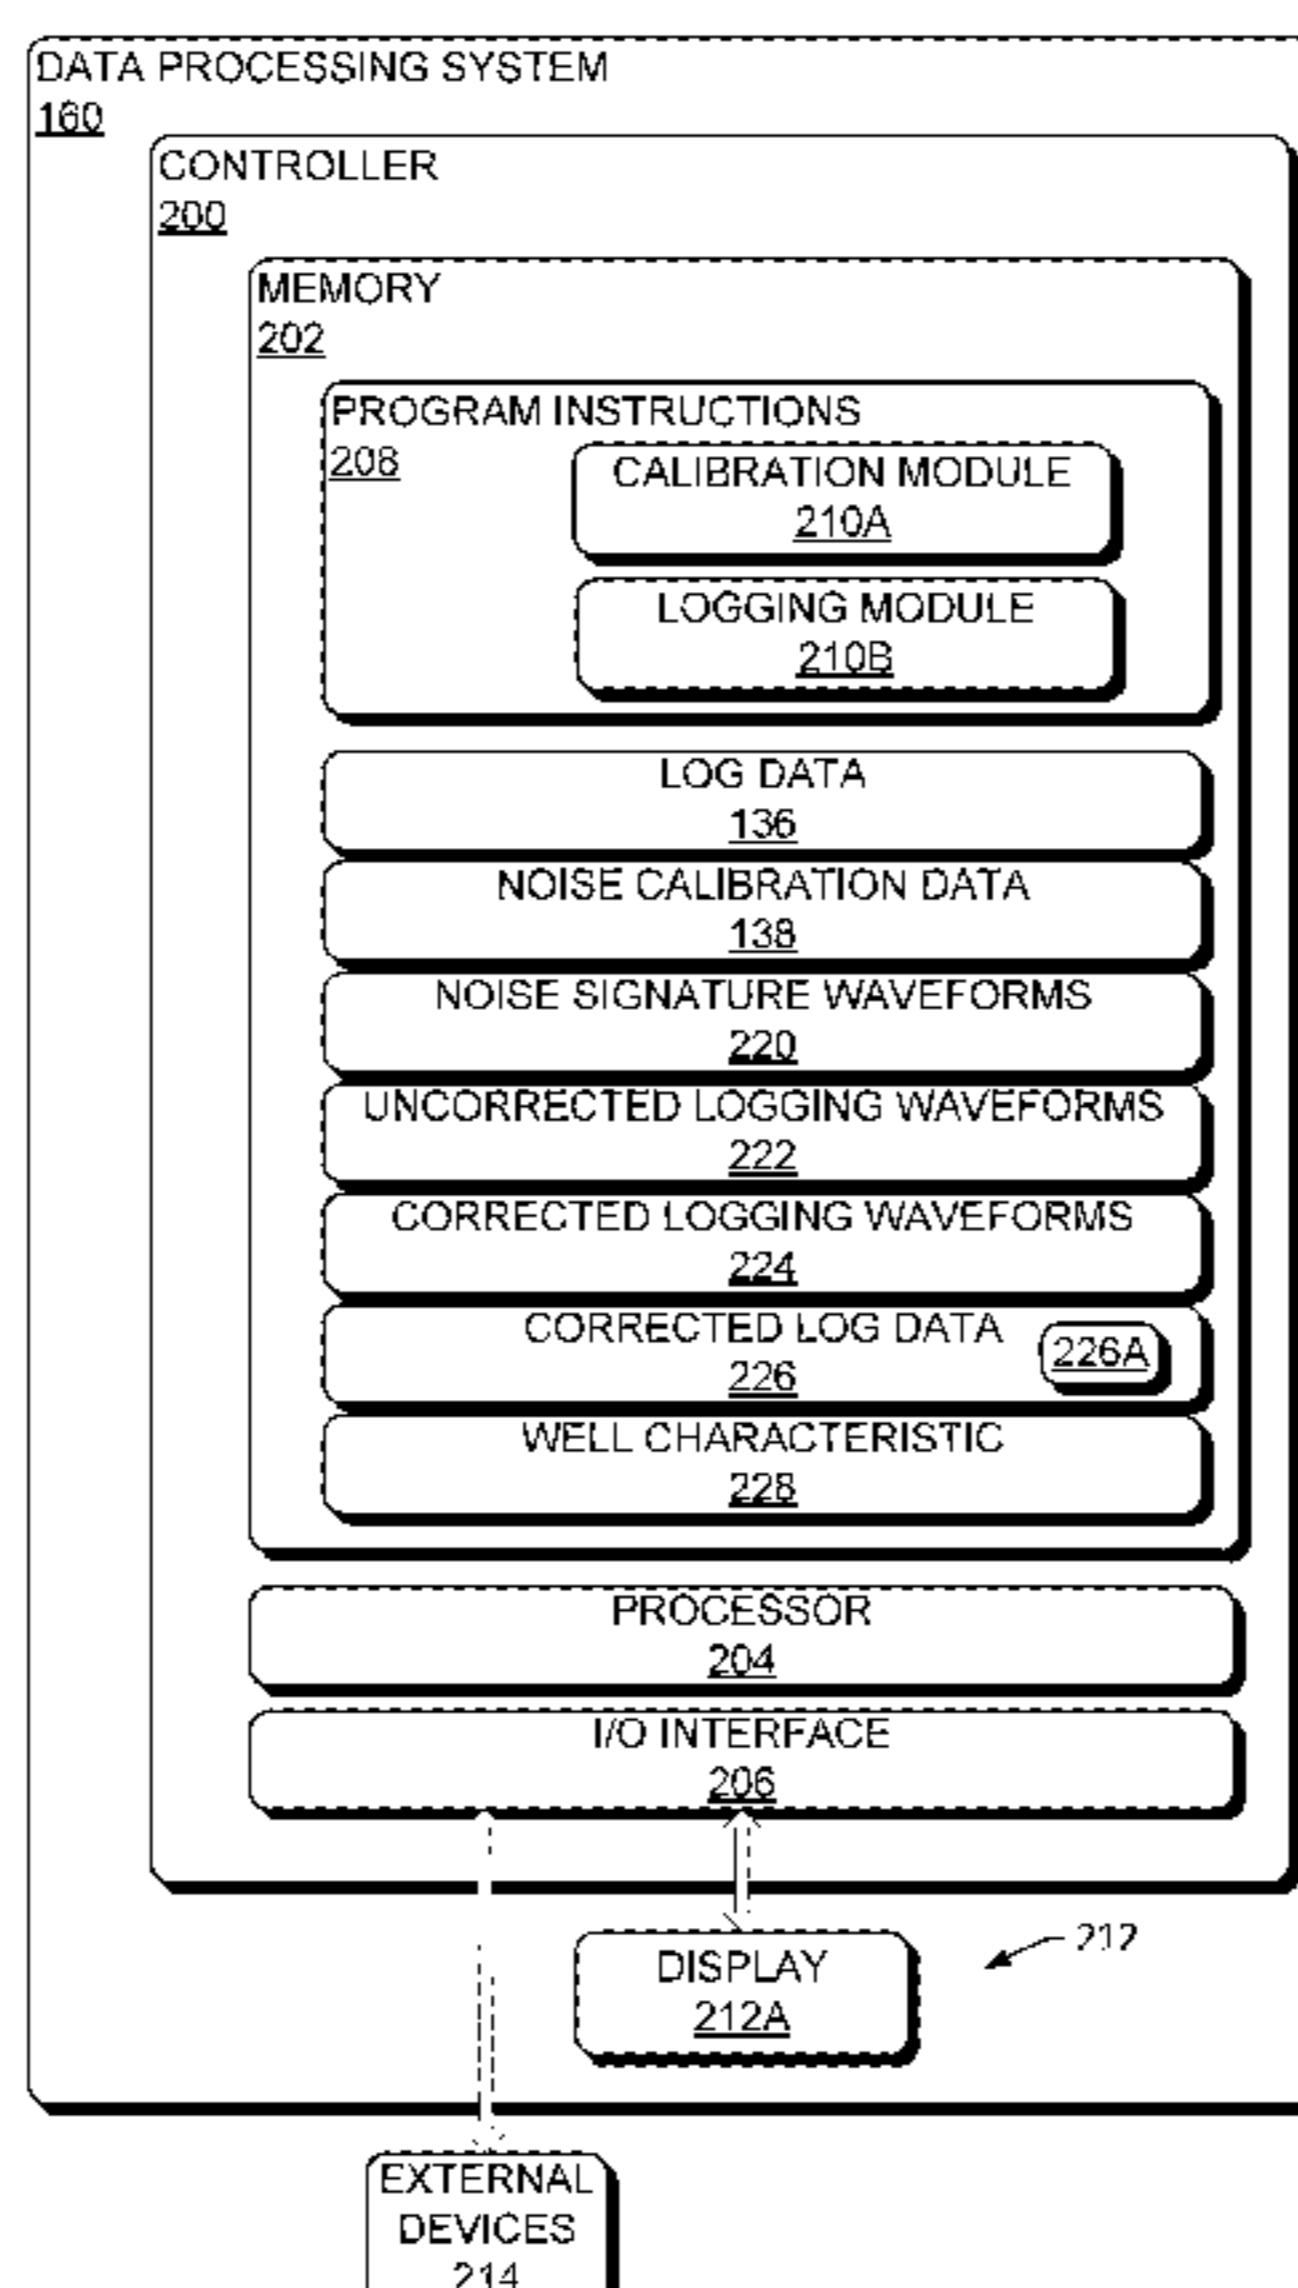 DATA PROCESSING SYSTEM
160
CONTROLLER
200
MEMORY
202
PROGRAM INSTRUCTIONS
208
CALIBRATION MODULE
210A
LOGGING MODULE
210B
LOG DATA
136
NOISE CALIBRATION DATA
138
NOISE SIGNATURE WAVEFORMS
220
UNCORRECTED LOGGING WAVEFORMS
222
CORRECTED LOGGING WAVEFORMS
224
CORRECTED LOG DATA
226
226A
WELL CHARACTERISTIC
228
PROCESSOR
204
I/O INTERFACE
206
212
DISPLAY
212A
EXTERNAL
DEVICES
214